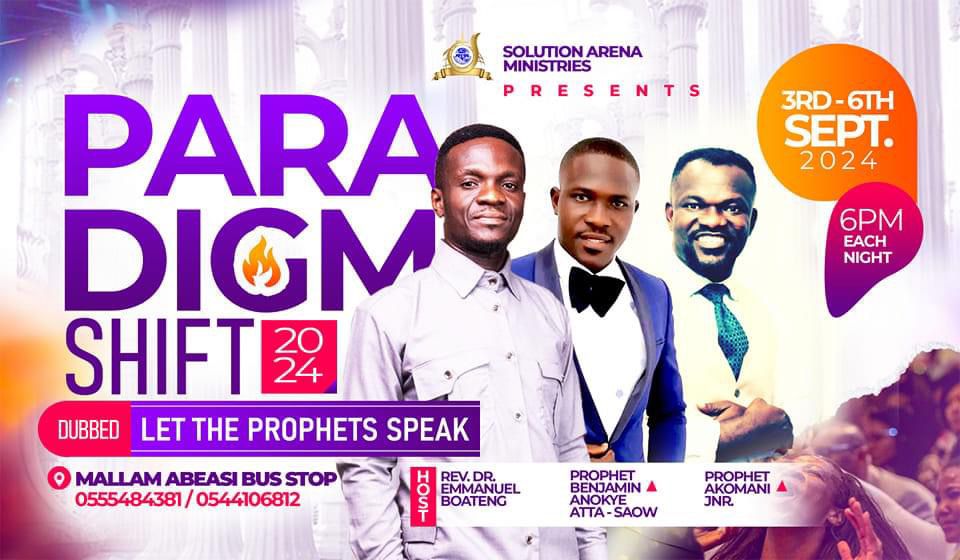 SOLUTION ARENA
MINISTRIES
PRESENTS
PARA
DIGM
SHIFT
20
24
3RD - 6TH
SEPT.
2024
6PM
EACH
NIGHT
DUBBED
LET THE PROPHETS SPEAK
MALLAM ABEASI BUS STOP
0555484381 / 0544106812
HOST
REV. DR.
EMMANUEL
BOATENG
PROPHET
BENJAMIN
ANOKYE
ATTA - SAOW
PROPHET
AKOMANI
JNR.